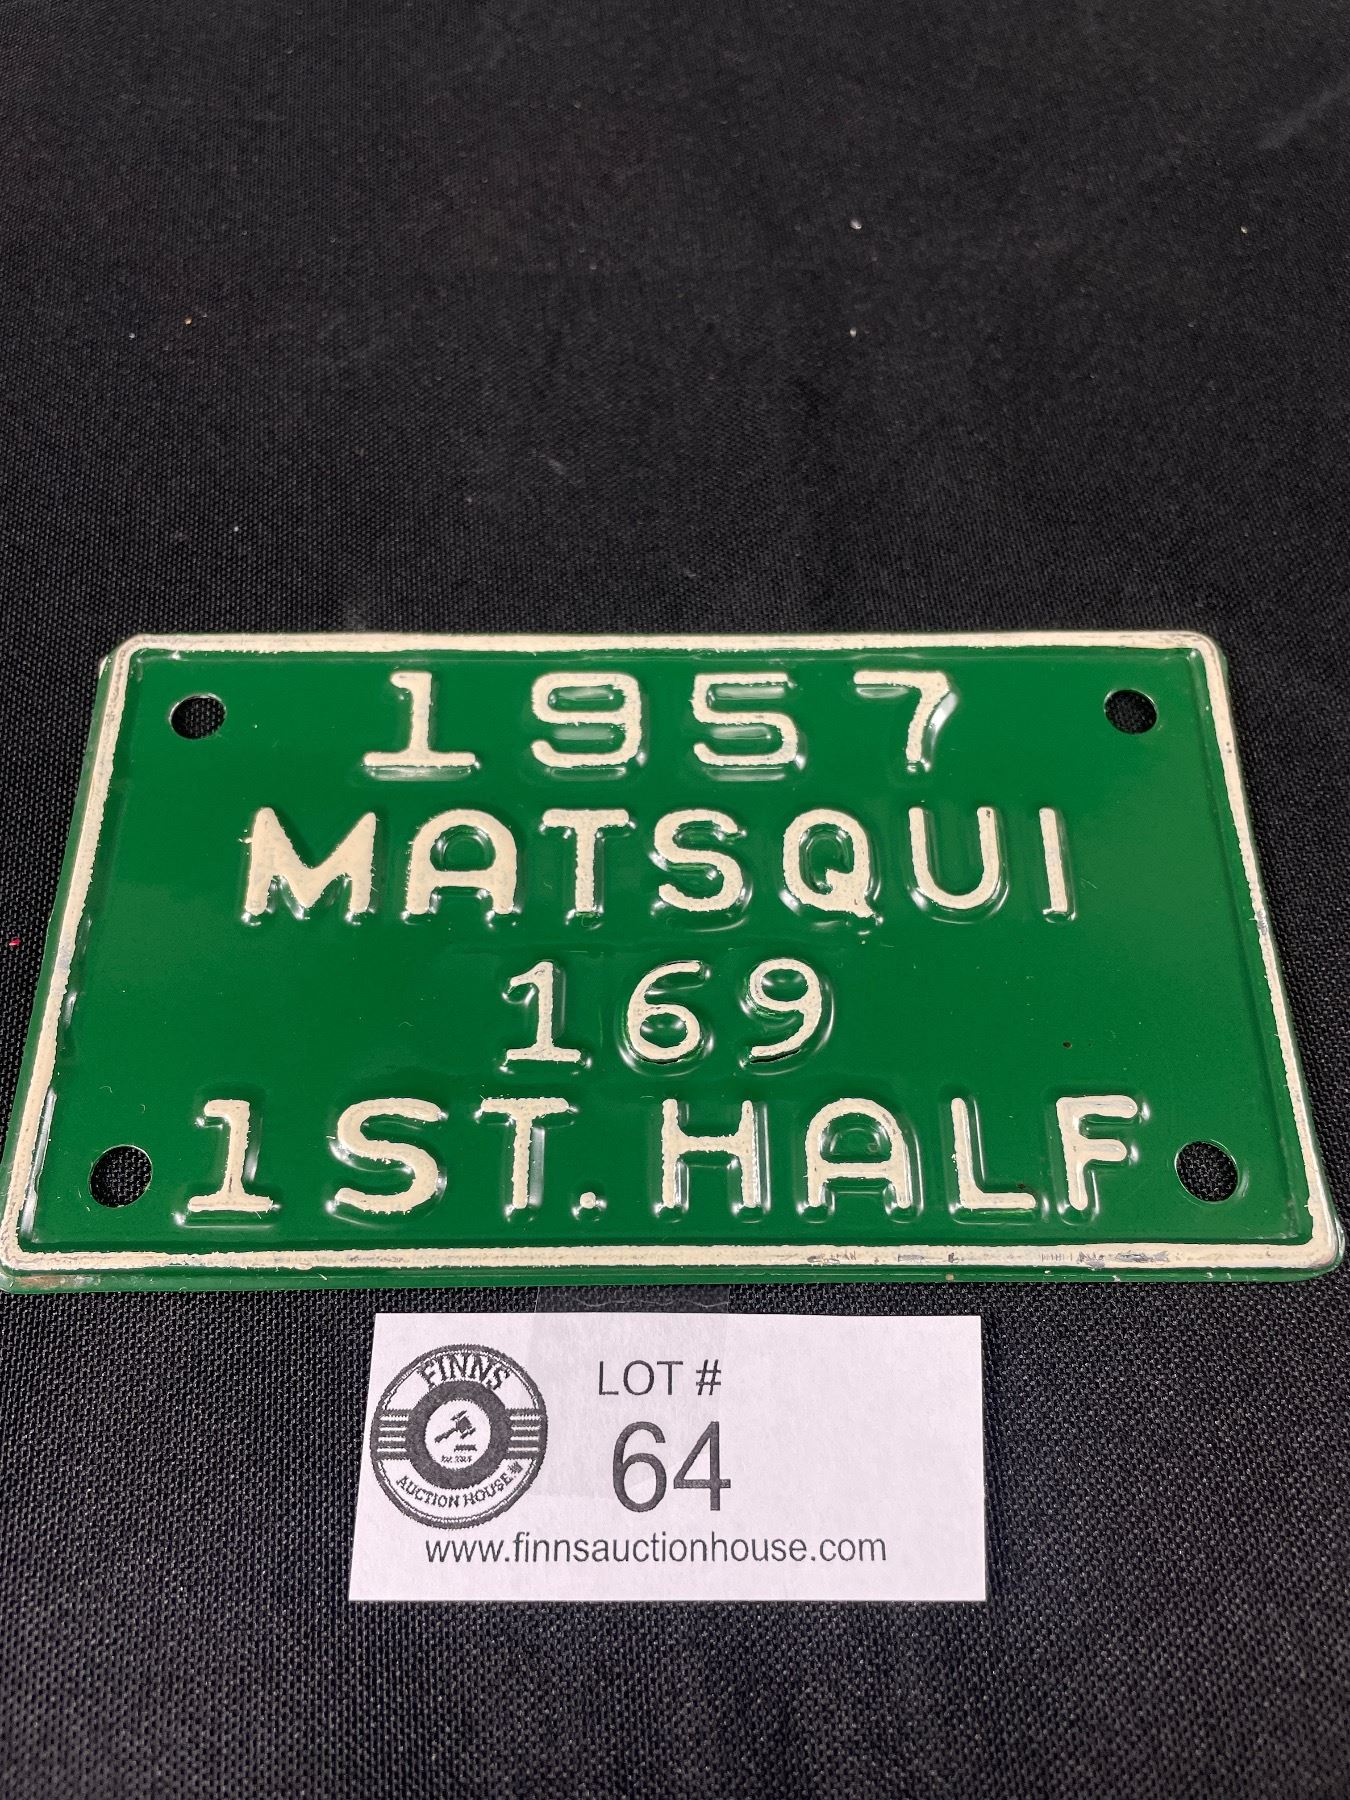 1957
MATSQUI
169
1ST. HALF
FINNS
AUCTION HOUSE
LOT #
64
www.finnsauctionhouse.com